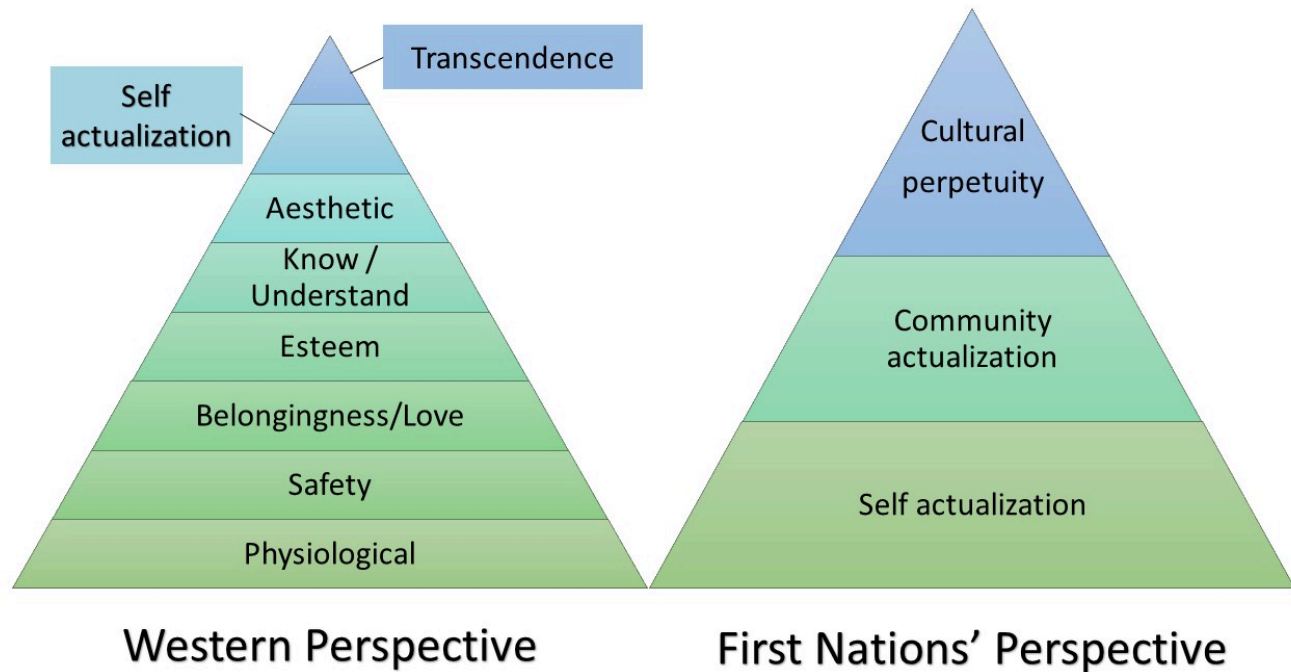 Transcendence
Self
actualization
Aesthetic
Know /
Understand
Esteem
Belongingness/Love
Safety
Physiological
Western Perspective
Cultural
perpetuity
Community
actualization
Self actualization
First Nations’ Perspective